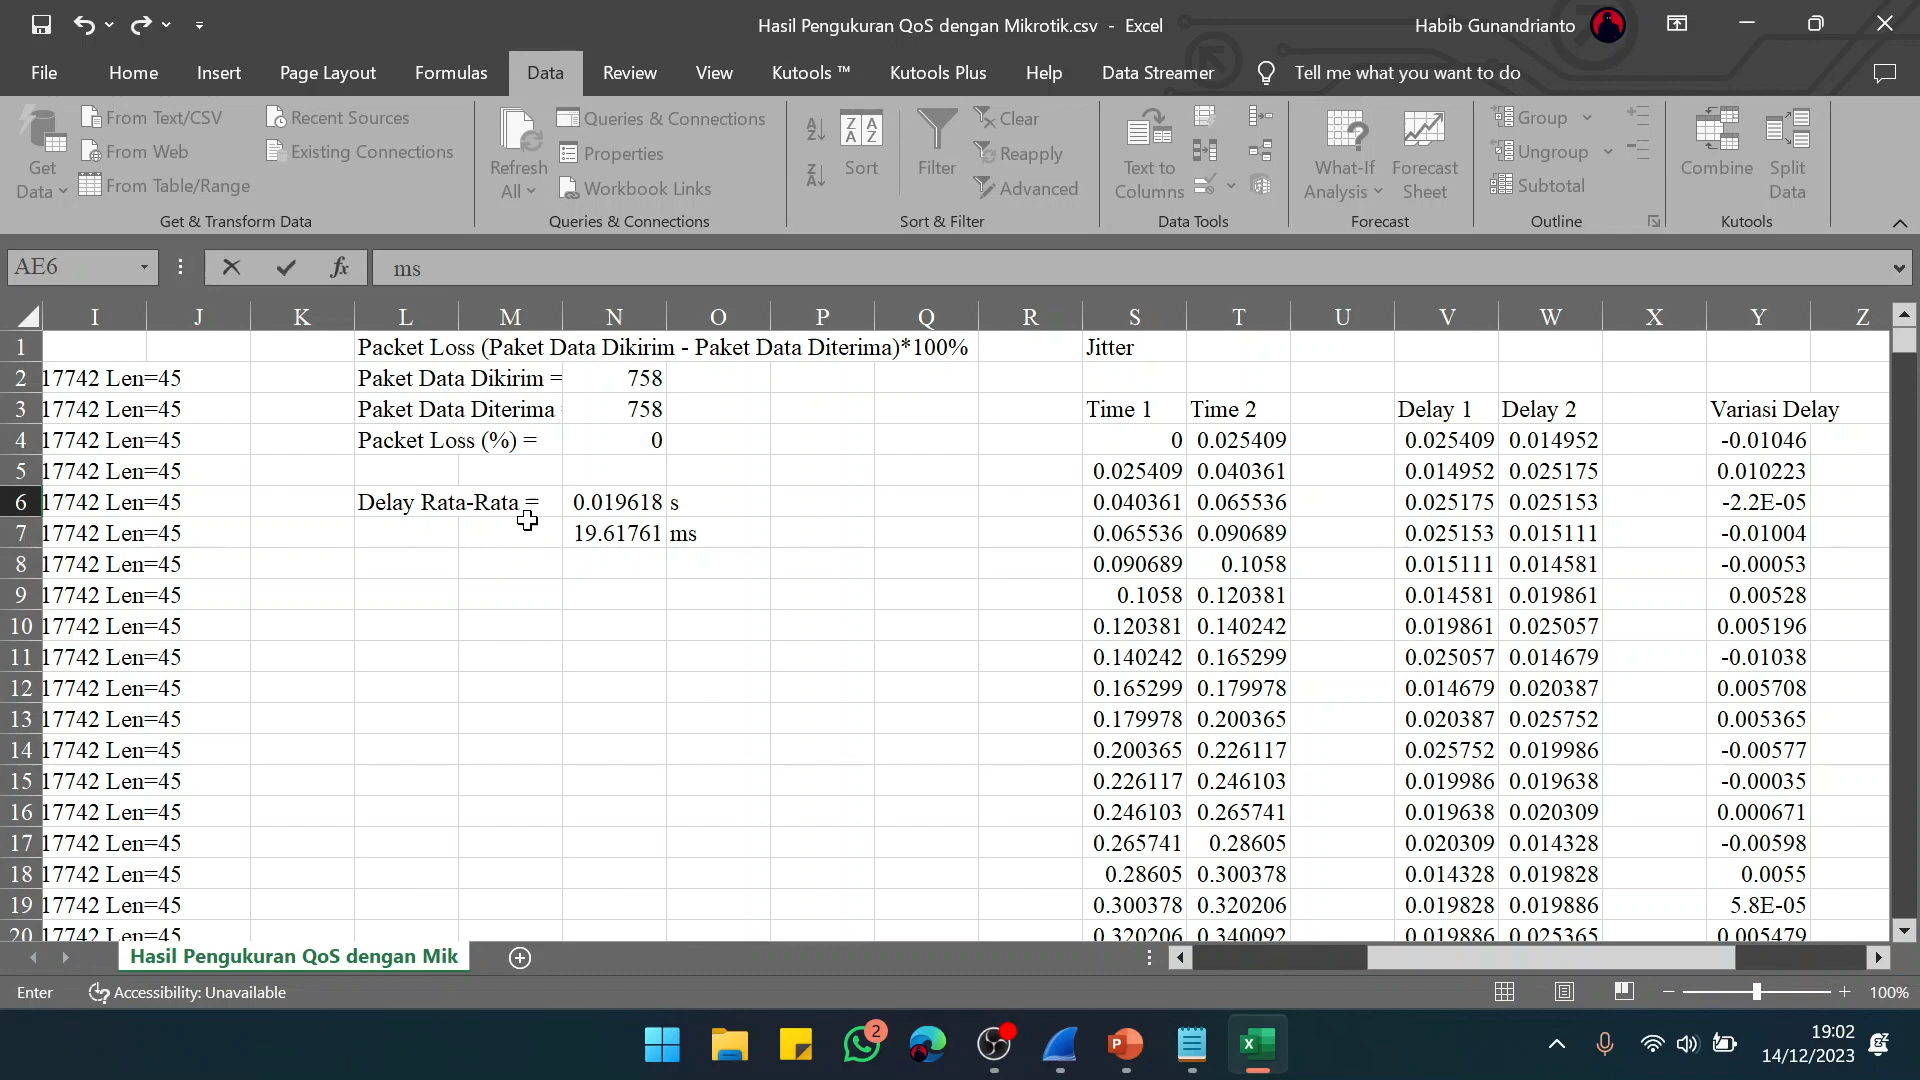 Hasil Pengukuran QoS dengan Mikrotik.csv - Excel
Habib Gunandrianto
File Home Insert Page Layout Formulas Data Review View Kutools ™ Kutools Plus Help Data Streamer Tell me what you want to do
Get Data
From Text/CSV
From Web
From Table/Range
Recent Sources
Existing Connections
Get & Transform Data
Refresh All
Queries & Connections
Properties
Workbook Links
Queries & Connections
Sort
Filter
Clear
Reapply
Advanced
Sort & Filter
Text to Columns
Data Tools
What-If Analysis
Forecast Sheet
Forecast
Group
Ungroup
Subtotal
Outline
Combine
Split Data
Kutools
AE6 fx ms
I J K L M N O P Q R S T U V W X Y Z
1 Packet Loss (Paket Data Dikirim - Paket Data Diterima)*100% Jitter
2 17742 Len=45 Paket Data Dikirim = 758
3 17742 Len=45 Paket Data Diterima 758 Time 1 Time 2 Delay 1 Delay 2 Variasi Delay
4 17742 Len=45 Packet Loss (%) = 0 0 0.025409 0.025409 0.014952 -0.01046
5 17742 Len=45 0.025409 0.040361 0.014952 0.025175 0.010223
6 17742 Len=45 Delay Rata-Rata = 0.019618 s 0.040361 0.065536 0.025175 0.025153 -2.2E-05
7 17742 Len=45 19.61761 ms 0.065536 0.090689 0.025153 0.015111 -0.01004
8 17742 Len=45 0.090689 0.1058 0.015111 0.014581 -0.00053
9 17742 Len=45 0.1058 0.120381 0.014581 0.019861 0.00528
10 17742 Len=45 0.120381 0.140242 0.019861 0.025057 0.005196
11 17742 Len=45 0.140242 0.165299 0.025057 0.014679 -0.01038
12 17742 Len=45 0.165299 0.179978 0.014679 0.020387 0.005708
13 17742 Len=45 0.179978 0.200365 0.020387 0.025752 0.005365
14 17742 Len=45 0.200365 0.226117 0.025752 0.019986 -0.00577
15 17742 Len=45 0.226117 0.246103 0.019986 0.019638 -0.00035
16 17742 Len=45 0.246103 0.265741 0.019638 0.020309 0.000671
17 17742 Len=45 0.265741 0.28605 0.020309 0.014328 -0.00598
18 17742 Len=45 0.28605 0.300378 0.014328 0.019828 0.0055
19 17742 Len=45 0.300378 0.320206 0.019828 0.019886 5.8E-05
20 17742 Len=45 0.320206 0.340092 0.019886 0.025365 0.005479
Hasil Pengukuran QoS dengan Mik
Enter Accessibility: Unavailable 100%
2
19:02
14/12/2023